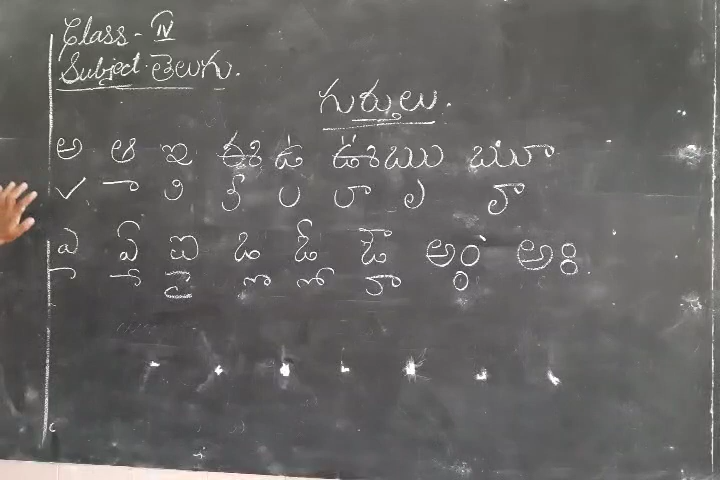 Class - IV
Subject. తెలుగు.
గుర్తులు.
అ ఆ ఇ ఈ ఉ ఊ ఋ ౠ
✓ ా ి ీ ు ూ ృ ౄ
ఎ ఏ ఐ ఒ ఓ ఔ అం అః
ె ే ై ొ ో ౌ ం